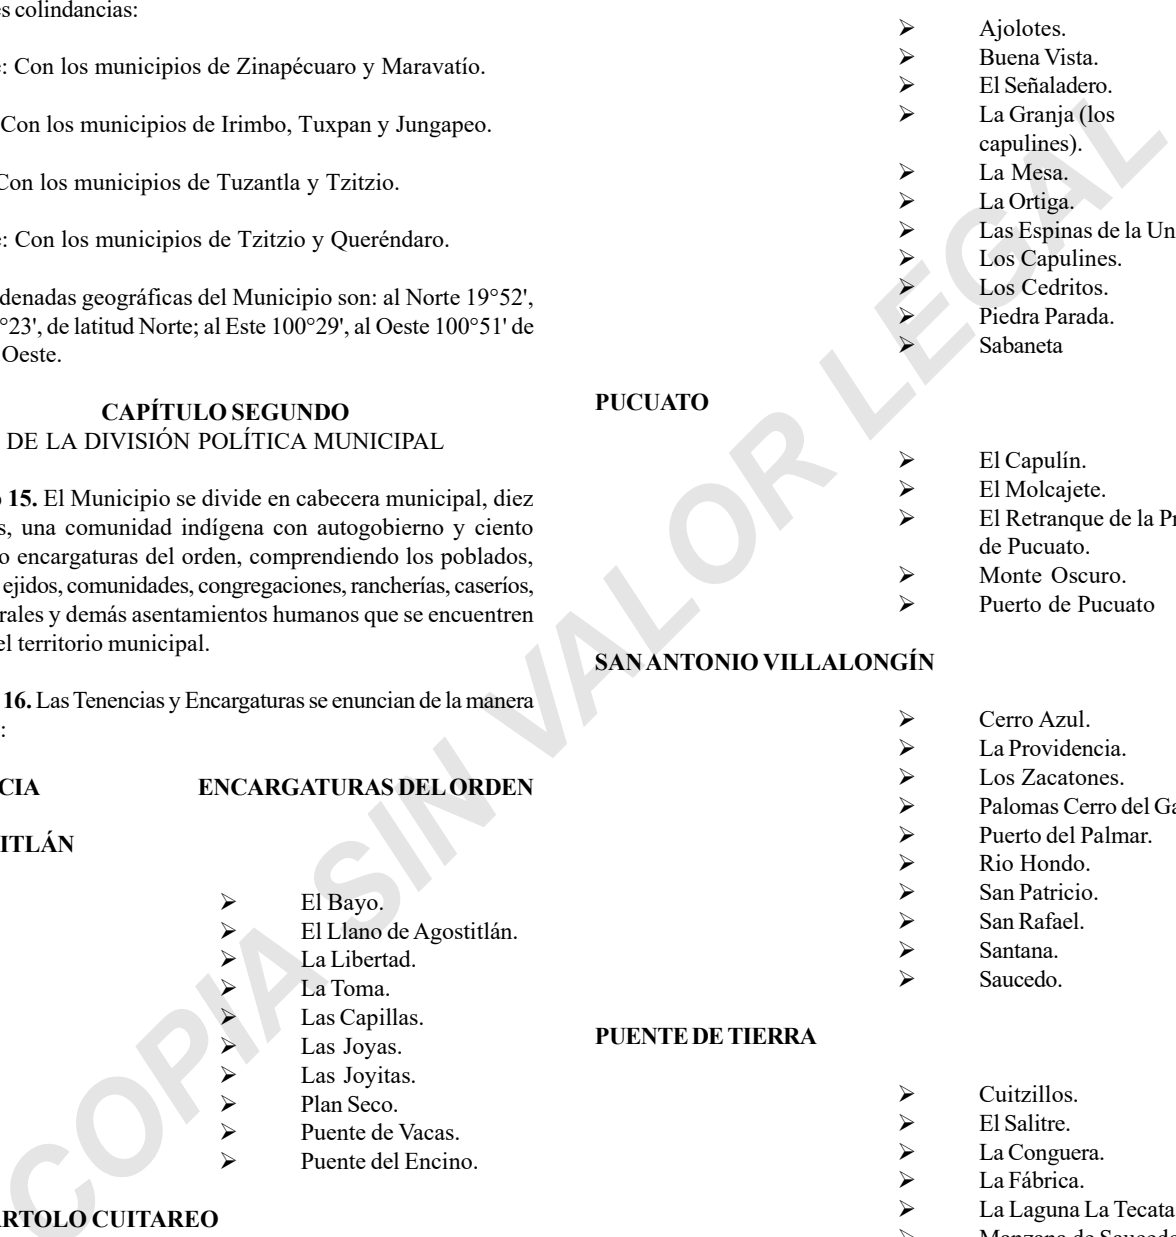 es colindancias:
: Con los municipios de Zinapécuaro y Maravatío.
Con los municipios de Irimbo, Tuxpan y Jungapeo.
Con los municipios de Tuzantla y Tzitzio.
: Con los municipios de Tzitzio y Queréndaro.
denadas geográficas del Municipio son: al Norte 19°52',
°23', de latitud Norte; al Este 100°29', al Oeste 100°51' de
Oeste.
CAPÍTULO SEGUNDO
DE LA DIVISIÓN POLÍTICA MUNICIPAL
o 15. El Municipio se divide en cabecera municipal, diez
s, una comunidad indígena con autogobierno y ciento
o encargaturas del orden, comprendiendo los poblados,
ejidos, comunidades, congregaciones, rancherías, caseríos,
rales y demás asentamientos humanos que se encuentren
el territorio municipal.
16. Las Tenencias y Encargaturas se enuncian de la manera
:
CIA ENCARGATURAS DEL ORDEN
ITLÁN
➢ El Bayo.
➢ El Llano de Agostitlán.
➢ La Libertad.
➢ La Toma.
➢ Las Capillas.
➢ Las Joyas.
➢ Las Joyitas.
➢ Plan Seco.
➢ Puente de Vacas.
➢ Puente del Encino.
RTOLO CUITAREO
➢ Ajolotes.
➢ Buena Vista.
➢ El Señaladero.
➢ La Granja (los
capulines).
➢ La Mesa.
➢ La Ortiga.
➢ Las Espinas de la Un
➢ Los Capulines.
➢ Los Cedritos.
➢ Piedra Parada.
➢ Sabaneta
PUCUATO
➢ El Capulín.
➢ El Molcajete.
➢ El Retranque de la Pr
de Pucuato.
➢ Monte Oscuro.
➢ Puerto de Pucuato
SAN ANTONIO VILLALONGÍN
➢ Cerro Azul.
➢ La Providencia.
➢ Los Zacatones.
➢ Palomas Cerro del Ga
➢ Puerto del Palmar.
➢ Rio Hondo.
➢ San Patricio.
➢ San Rafael.
➢ Santana.
➢ Saucedo.
PUENTE DE TIERRA
➢ Cuitzillos.
➢ El Salitre.
➢ La Conguera.
➢ La Fábrica.
➢ La Laguna La Tecata
➢ Manzana de Saucedo
COPIA SIN VALOR LEGAL